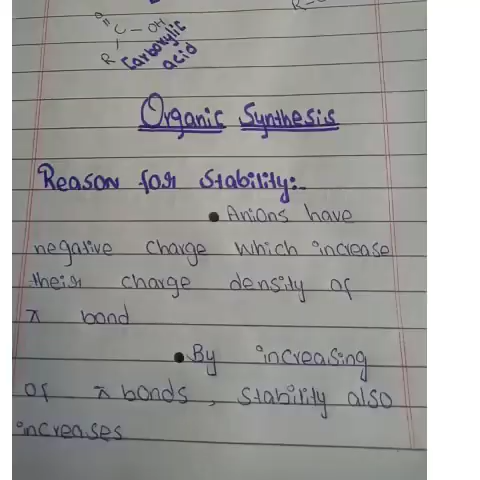 O
C - OH
R
Carboxylic
acid
Organic Synthesis
Reason for Stability:-
• Anions have
negative charge which increase
their charge density of
π bond
• By increasing
of π bonds, stability also
increases